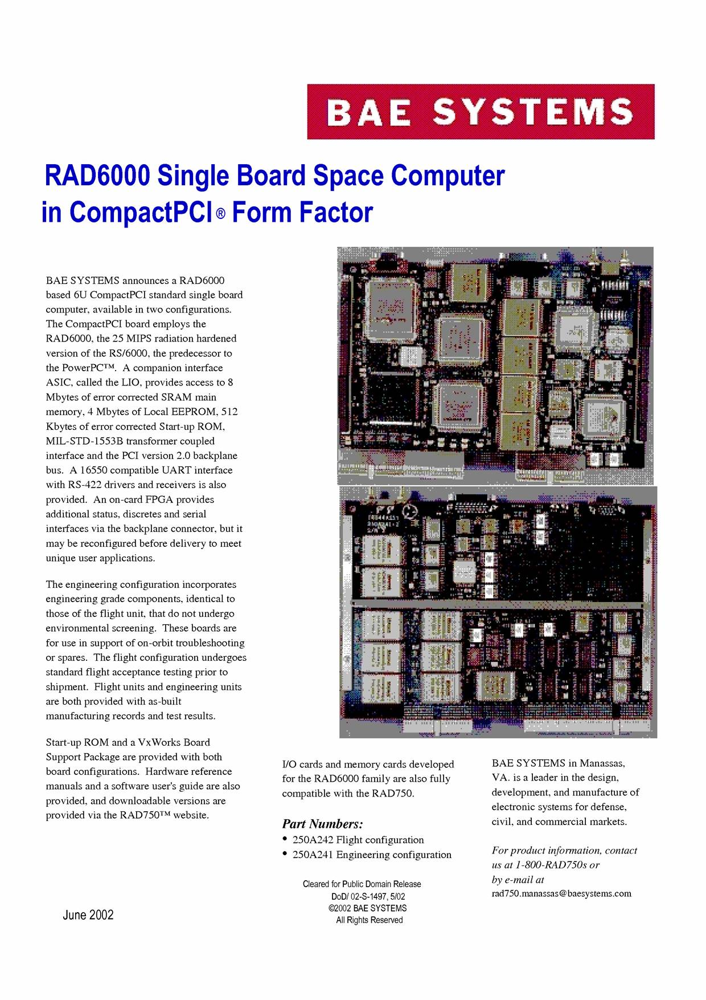 BAE SYSTEMS
RAD6000 Single Board Space Computer
in CompactPCI® Form Factor
BAE SYSTEMS announces a RAD6000
based 6U CompactPCI standard single board
computer, available in two configurations.
The CompactPCI board employs the
RAD6000, the 25 MIPS radiation hardened
version of the RS/6000, the predecessor to
the PowerPC™.  A companion interface
ASIC, called the LIO, provides access to 8
Mbytes of error corrected SRAM main
memory, 4 Mbytes of Local EEPROM, 512
Kbytes of error corrected Start-up ROM,
MIL-STD-1553B transformer coupled
interface and the PCI version 2.0 backplane
bus.  A 16550 compatible UART interface
with RS-422 drivers and receivers is also
provided.  An on-card FPGA provides
additional status, discretes and serial
interfaces via the backplane connector, but it
may be reconfigured before delivery to meet
unique user applications.
The engineering configuration incorporates
engineering grade components, identical to
those of the flight unit, that do not undergo
environmental screening.  These boards are
for use in support of on-orbit troubleshooting
or spares.  The flight configuration undergoes
standard flight acceptance testing prior to
shipment.  Flight units and engineering units
are both provided with as-built
manufacturing records and test results.
Start-up ROM and a VxWorks Board
Support Package are provided with both
board configurations.  Hardware reference
manuals and a software user's guide are also
provided, and downloadable versions are
provided via the RAD750™ website.
I/O cards and memory cards developed
for the RAD6000 family are also fully
compatible with the RAD750.
Part Numbers:
• 250A242 Flight configuration
• 250A241 Engineering configuration
BAE SYSTEMS in Manassas,
VA. is a leader in the design,
development, and manufacture of
electronic systems for defense,
civil, and commercial markets.
For product information, contact
us at 1-800-RAD750s or
by e-mail at
rad750.manassas@baesystems.com
Cleared for Public Domain Release
DoD/ 02-S-1497, 5/02
©2002 BAE SYSTEMS
All Rights Reserved
June 2002